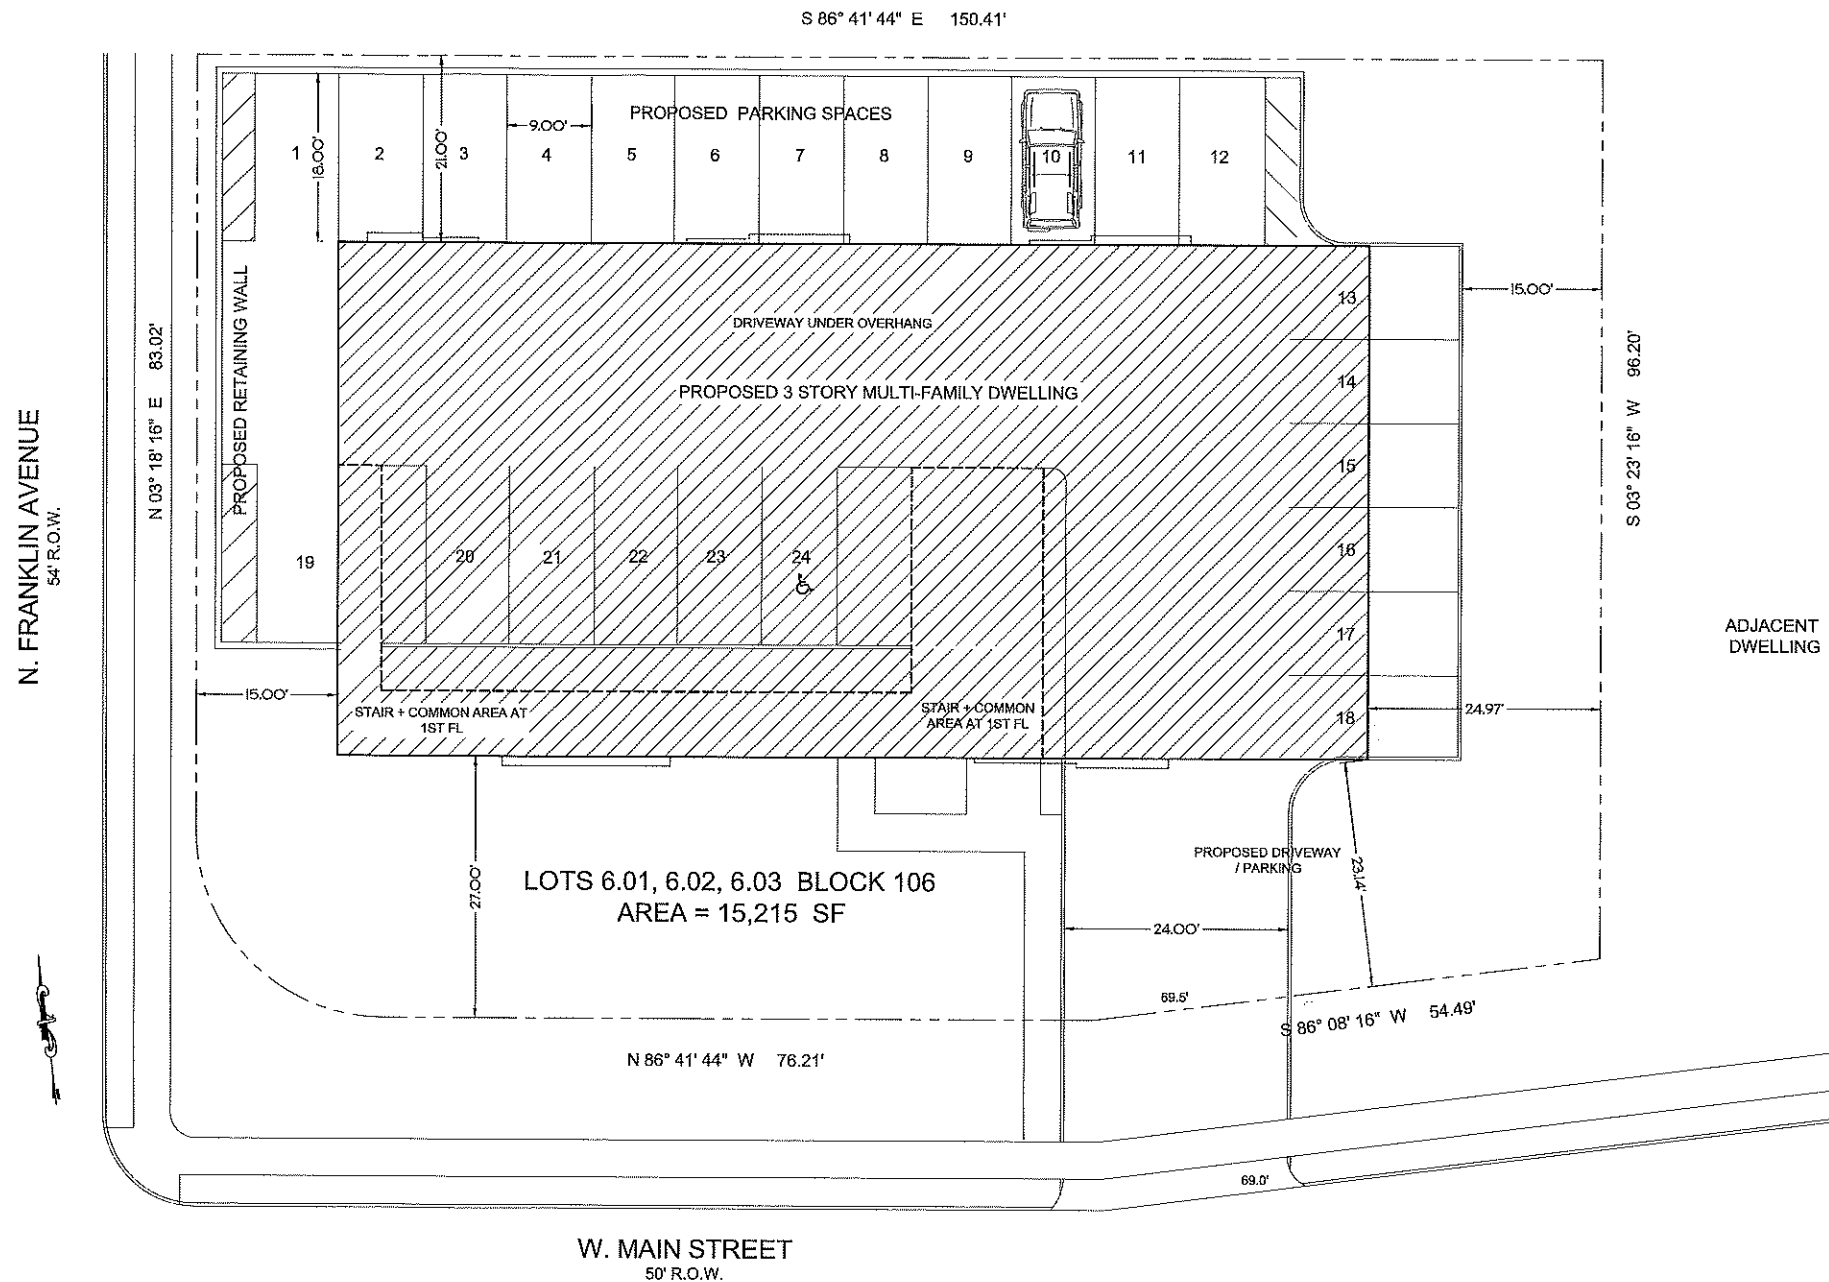 S 86° 41' 44" E 150.41'
PROPOSED PARKING SPACES
9.00'
18.00'
21.00'
1
2
3
4
5
6
7
8
9
10
11
12
N. FRANKLIN AVENUE
54' R.O.W.
N 03° 18' 16" E 83.02'
PROPOSED RETAINING WALL
DRIVEWAY UNDER OVERHANG
PROPOSED 3 STORY MULTI-FAMILY DWELLING
13
14
15
16
17
18
15.00'
S 03° 23' 16" W 96.20'
19
20
21
22
23
24
ADJACENT
DWELLING
15.00'
STAIR + COMMON AREA AT
1ST FL
STAIR + COMMON
AREA AT 1ST FL
24.97'
27.00'
LOTS 6.01, 6.02, 6.03 BLOCK 106
AREA = 15,215 SF
PROPOSED DRIVEWAY
/ PARKING
23.14'
24.00'
69.5'
S 86° 08' 16" W 54.49'
N 86° 41' 44" W 76.21'
69.0'
W. MAIN STREET
50' R.O.W.